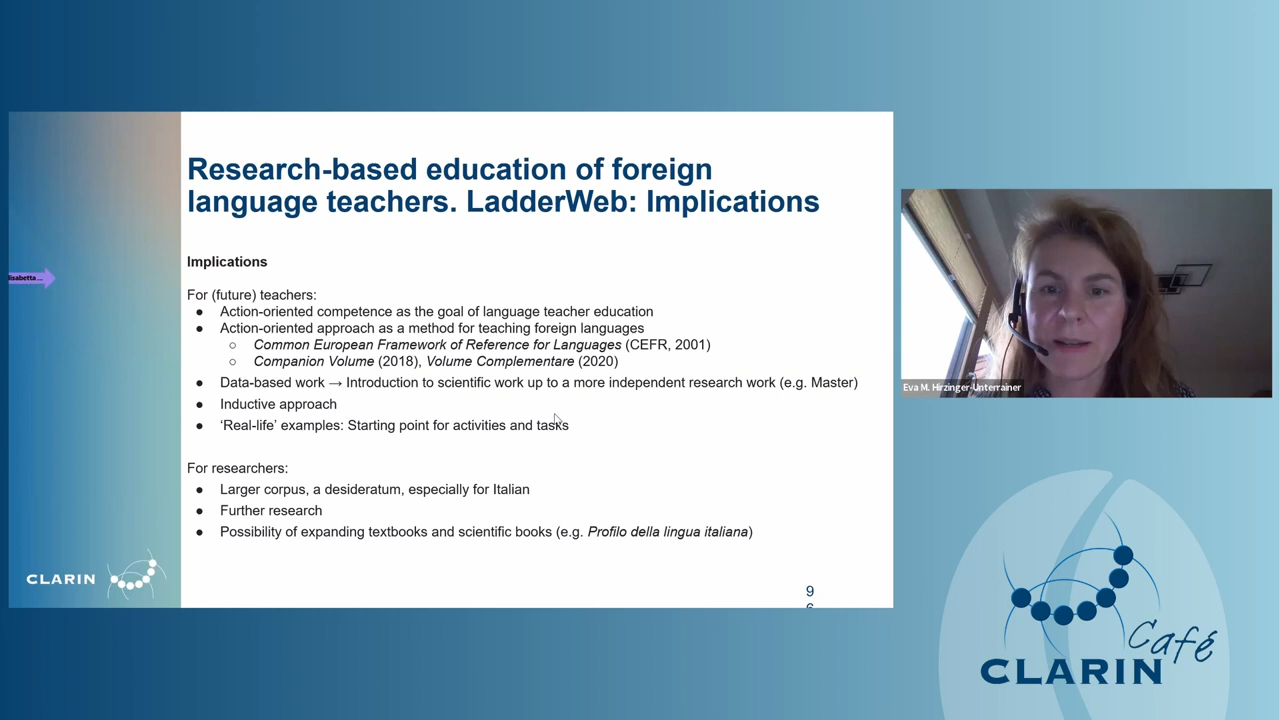 Research-based education of foreign
language teachers. LadderWeb: Implications
Implications
For (future) teachers:
● Action-oriented competence as the goal of language teacher education
● Action-oriented approach as a method for teaching foreign languages
○ Common European Framework of Reference for Languages (CEFR, 2001)
○ Companion Volume (2018), Volume Complementare (2020)
● Data-based work → Introduction to scientific work up to a more independent research work (e.g. Master)
● Inductive approach
● ‘Real-life’ examples: Starting point for activities and tasks
For researchers:
● Larger corpus, a desideratum, especially for Italian
● Further research
● Possibility of expanding textbooks and scientific books (e.g. Profilo della lingua italiana)
CLARIN
9
Eva M. Hirzinger-Unterrainer
Café
CLARIN